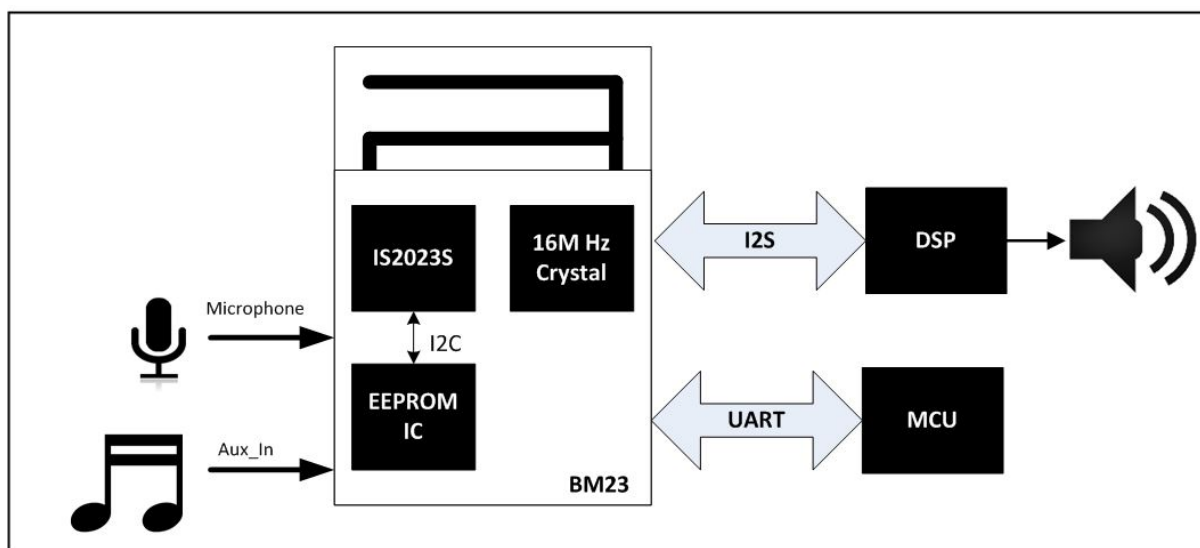 IS2023S
16M Hz
Crystal
I2S
DSP
Microphone
I2C
EEPROM
IC
UART
MCU
Aux_In
BM23